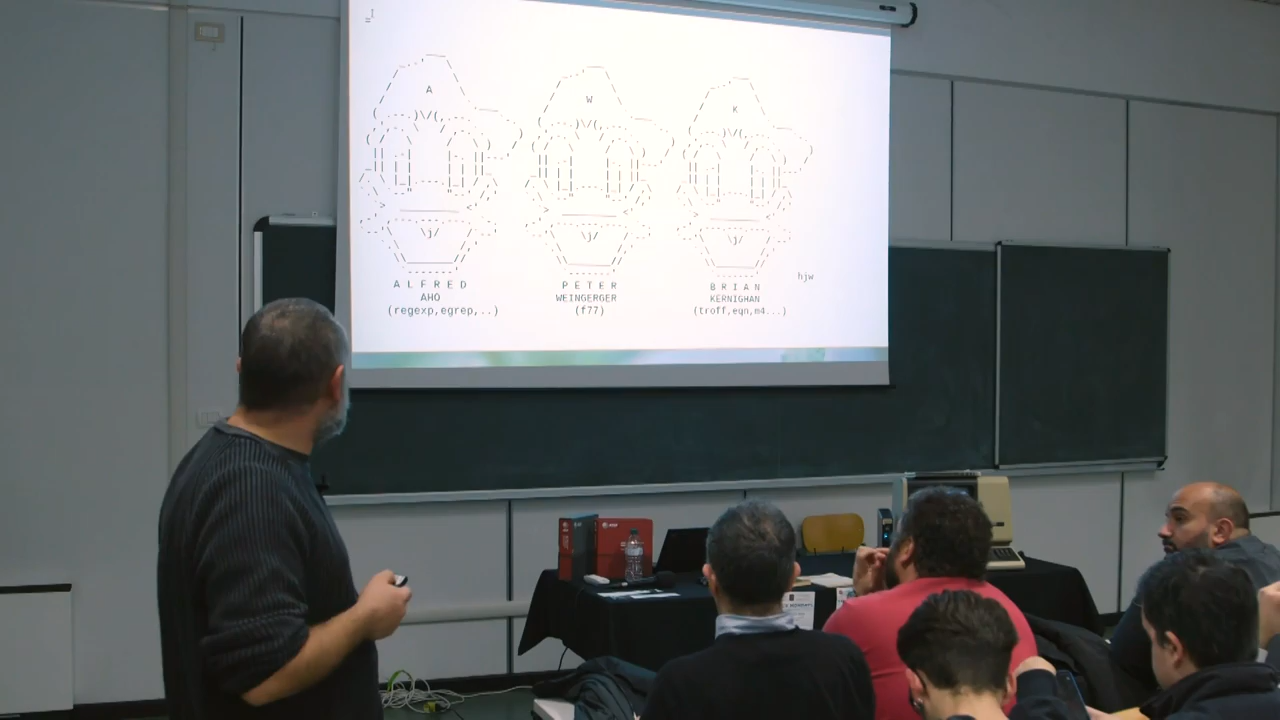 A
W
K
hjw
A L F R E D
AHO
(regexp,egrep,..)
P E T E R
WEINGERGER
(f77)
B R I A N
KERNIGHAN
(troff,eqn,m4...)